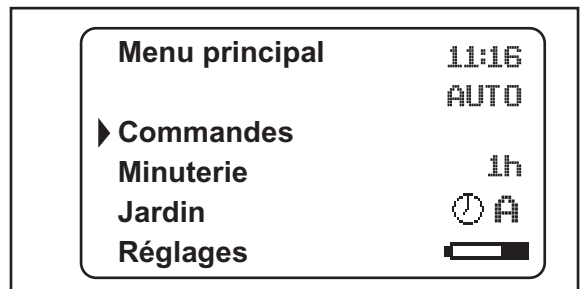 Menu principal 11:16
AUTO
Commandes
Minuterie 1h
Jardin A
Réglages